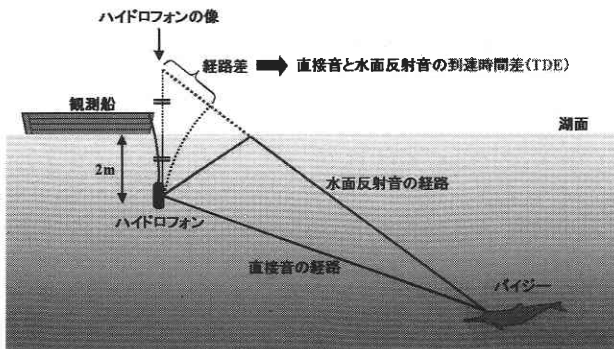 ハイドロフォンの像
経路差 ➡ 直接音と水面反射音の到達時間差(TDE)
観測船
湖面
2m
水面反射音の経路
ハイドロフォン
直接音の経路
バイジー